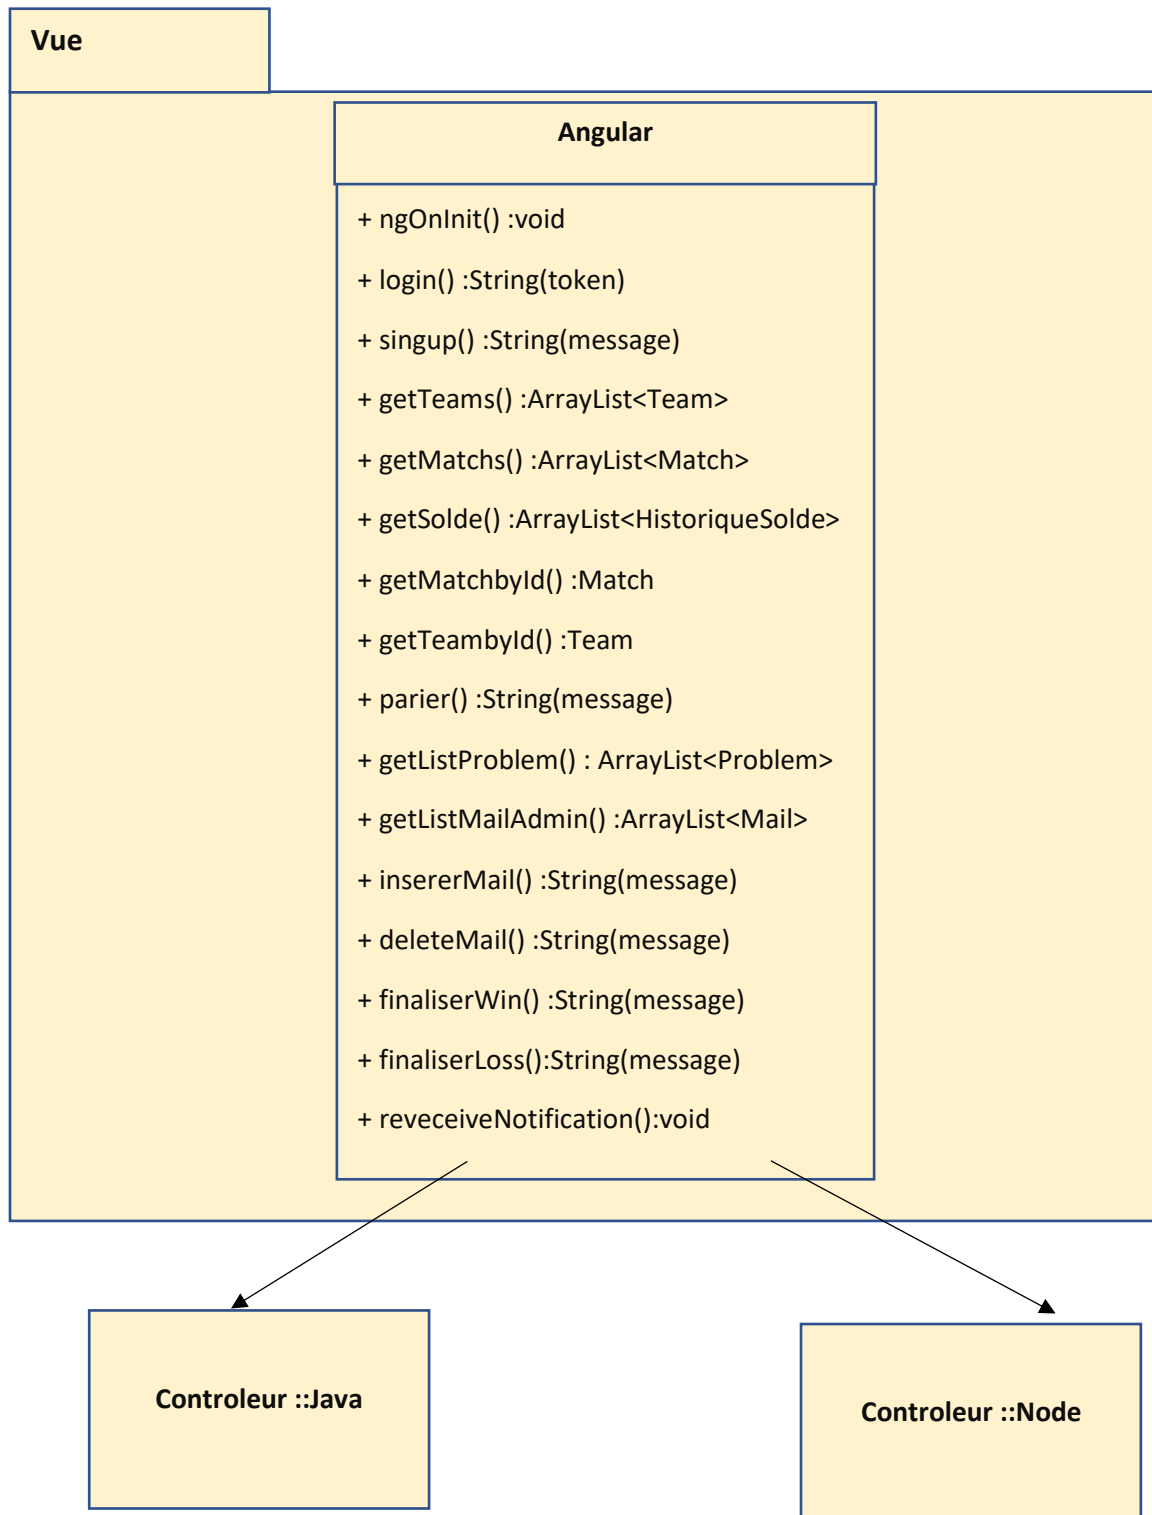 Vue
Angular
+ ngOnInit() :void
+ login() :String(token)
+ singup() :String(message)
+ getTeams() :ArrayList<Team>
+ getMatchs() :ArrayList<Match>
+ getSolde() :ArrayList<HistoriqueSolde>
+ getMatchbyId() :Match
+ getTeambyId() :Team
+ parier() :String(message)
+ getListProblem() : ArrayList<Problem>
+ getListMailAdmin() :ArrayList<Mail>
+ insererMail() :String(message)
+ deleteMail() :String(message)
+ finaliserWin() :String(message)
+ finaliserLoss():String(message)
+ reveceiveNotification():void
Controleur ::Java
Controleur ::Node